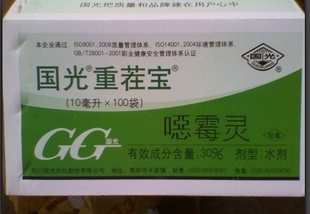 国光把质量和品牌建在用户心中
本企业通过：ISO9001:2008质量管理体系、ISO14001:2004环境管理体系、
GB/T28001-2001职业健康安全管理体系认证
国光
国光®重茬宝®
(10毫升×100袋)
GG国光
噁霉灵
有效成分含量:30% 剂型:水剂